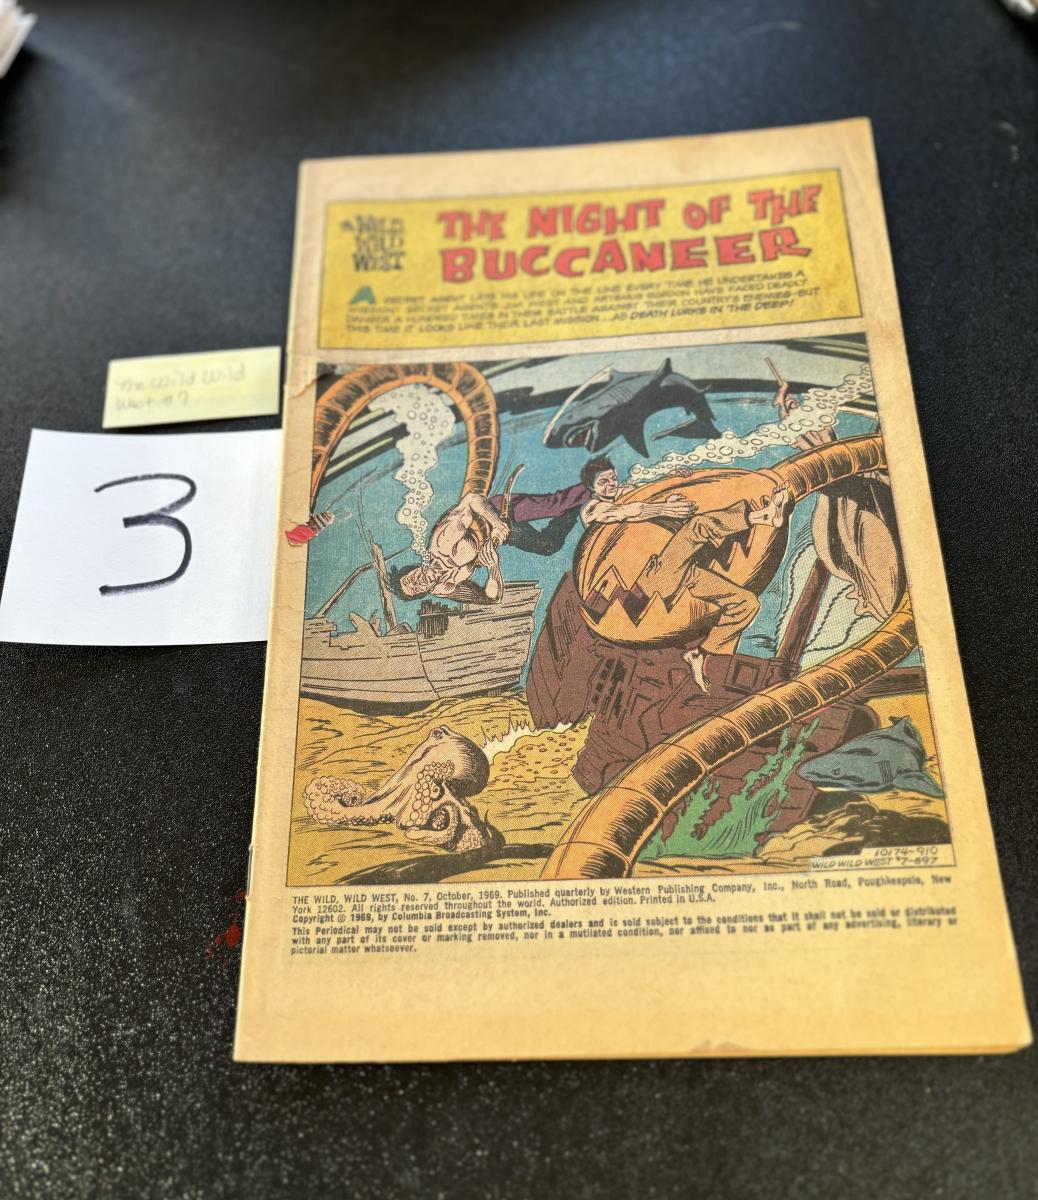 THE WILD WILD WEST
THE NIGHT OF THE
BUCCANEER
A SECRET AGENT LAYS HIS LIFE ON THE LINE EVERY TIME HE UNDERTAKES A
MISSION! SECRET AGENTS JIM WEST AND ARTEMUS GORDON HAVE FACED DEADLY
DANGER A HUNDRED TIMES IN THEIR BATTLE AGAINST THEIR COUNTRY'S ENEMIES—BUT
THIS TIME IT LOOKS LIKE THEIR LAST MISSION...AS DEATH LURKS IN THE DEEP!
The Wild Wild
West #7
3
10174-910
WILD WILD WEST #7-697
THE WILD, WILD WEST, No. 7, October, 1969. Published quarterly by Western Publishing Company, Inc., North Road, Poughkeepsie, New
York 12602. All rights reserved throughout the world. Authorized edition. Printed in U.S.A.
Copyright © 1969, by Columbia Broadcasting System, Inc.
This Periodical may not be sold except by authorized dealers and is sold subject to the conditions that it shall not be sold or distributed
with any part of its cover or marking removed, nor in a mutilated condition, nor affixed to nor as part of any advertising, literary or
pictorial matter whatsoever.